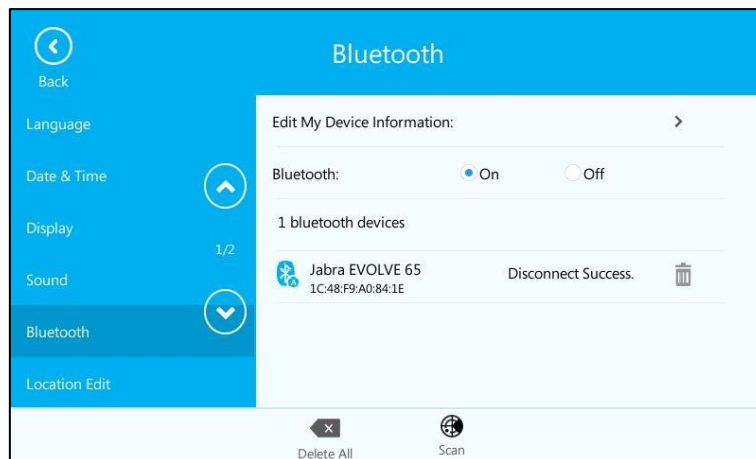 Bluetooth
Back
Language
Date & Time
Display
1/2
Sound
Bluetooth
Location Edit
Edit My Device Information:
Bluetooth: On Off
1 bluetooth devices
Jabra EVOLVE 65 Disconnect Success.
1C:48:F9:A0:84:1E
Delete All Scan